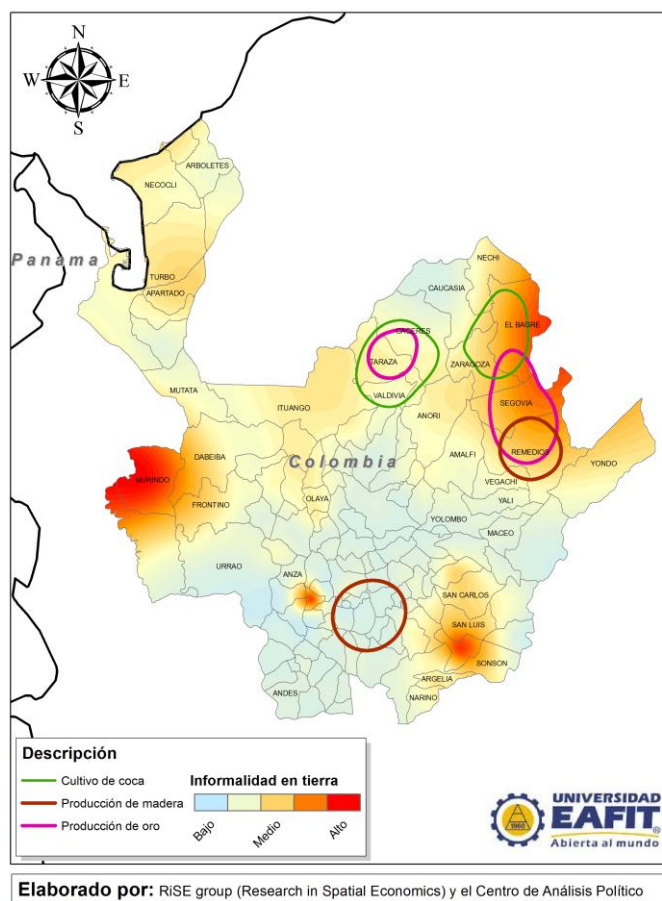 N
W
E
S
ARBOLETES
NECOCLI
Panama
TURBO
APARTADO
NECHI
CAUCASIA
EL BAGRE
CACERES
TARAZA
ZARAGOZA
VALDIVIA
MUTATA
SEGOVIA
ITUANGO
ANORI
DABEIBA
Colombia
AMALFI
REMEDIOS
YONDO
MURINDO
VEGACHI
FRONTINO
OLAYA
YALI
YOLOMBO
MACEO
URRAO
ANZA
SAN CARLOS
SAN LUIS
SONSON
ARGELIA
ANDES
NARINO
Descripción
Cultivo de coca
Producción de madera
Producción de oro
Informalidad en tierra
Bajo
Medio
Alto
UNIVERSIDAD
EAFIT
®
1960
Abierta al mundo
Elaborado por: RiSE group (Research in Spatial Economics) y el Centro de Análisis Político